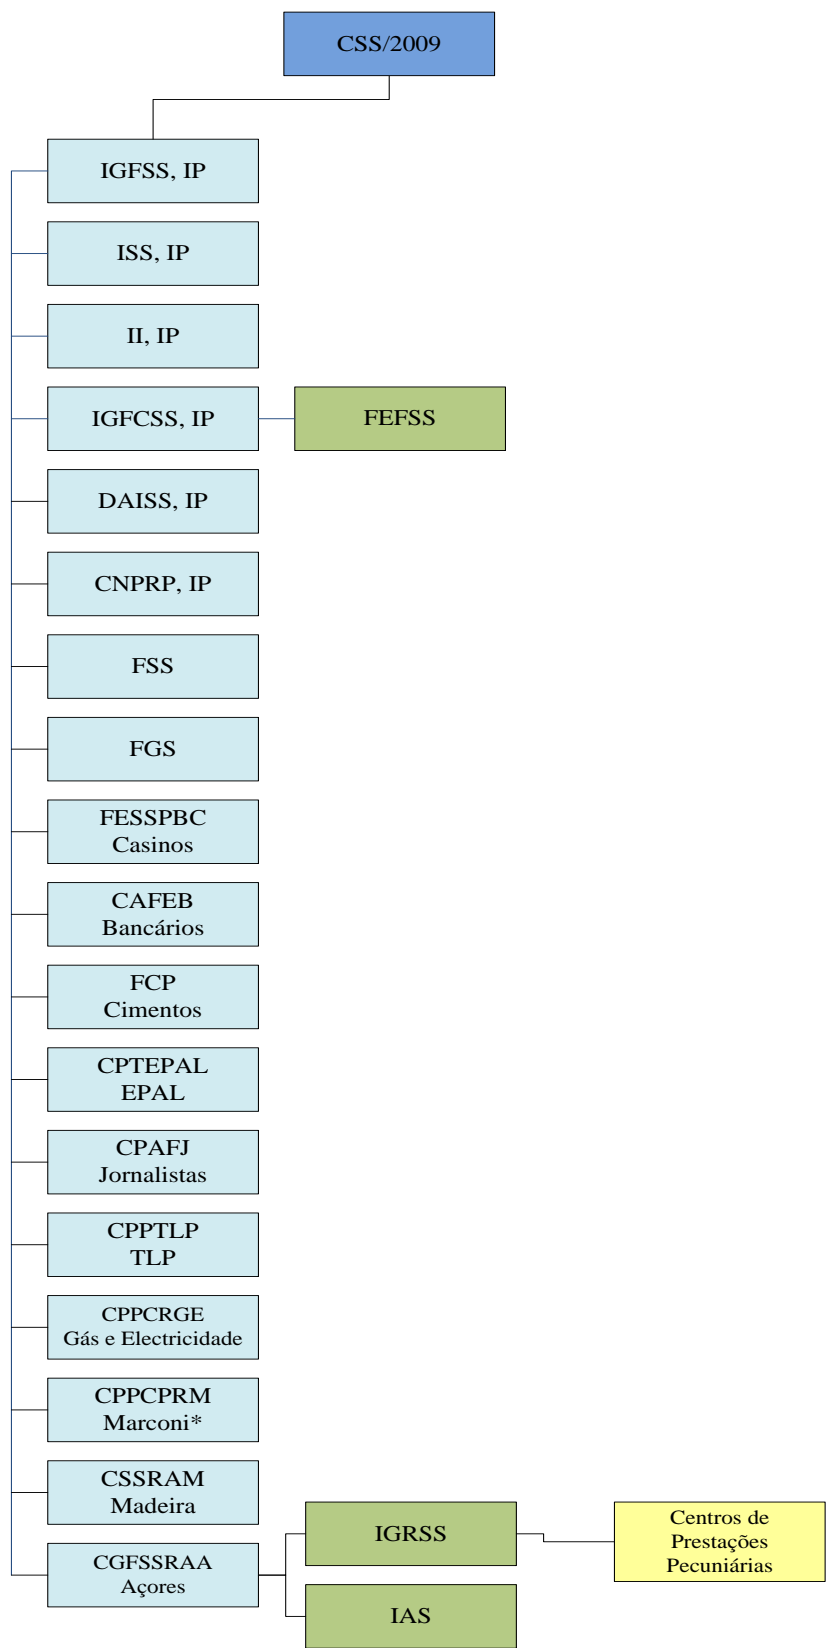 CSS/2009
IGFSS, IP
ISS, IP
II, IP
IGFCSS, IP
FEFSS
DAISS, IP
CNPRP, IP
FSS
FGS
FESSPBC
Casinos
CAFEB
Bancários
FCP
Cimentos
CPTEPAL
EPAL
CPAFJ
Jornalistas
CPPTLP
TLP
CPPCRGE
Gás e Electricidade
CPPCPRM
Marconi*
CSSRAM
Madeira
CGFSSRAA
Açores
IGRSS
IAS
Centros de
Prestações
Pecuniárias